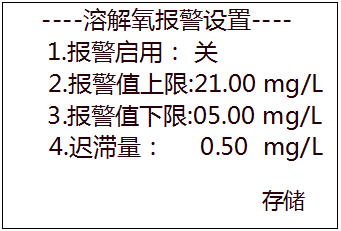 ----溶解氧报警设置----
1.报警启用： 关
2.报警值上限:21.00 mg/L
3.报警值下限:05.00 mg/L
4.迟滞量： 0.50 mg/L
存储